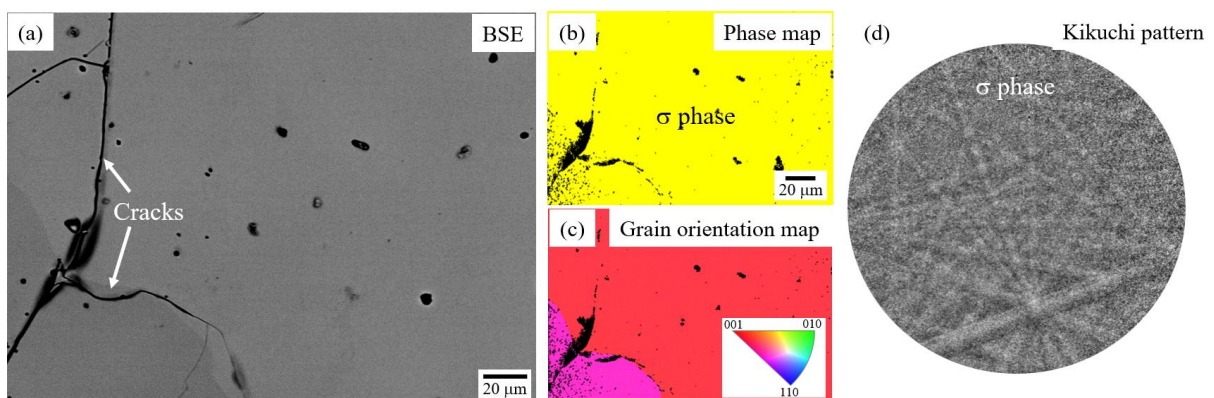 (a)
BSE
Cracks
20 μm
(b)
Phase map
σ phase
20 μm
(c)
Grain orientation map
001
010
110
(d)
Kikuchi pattern
σ phase